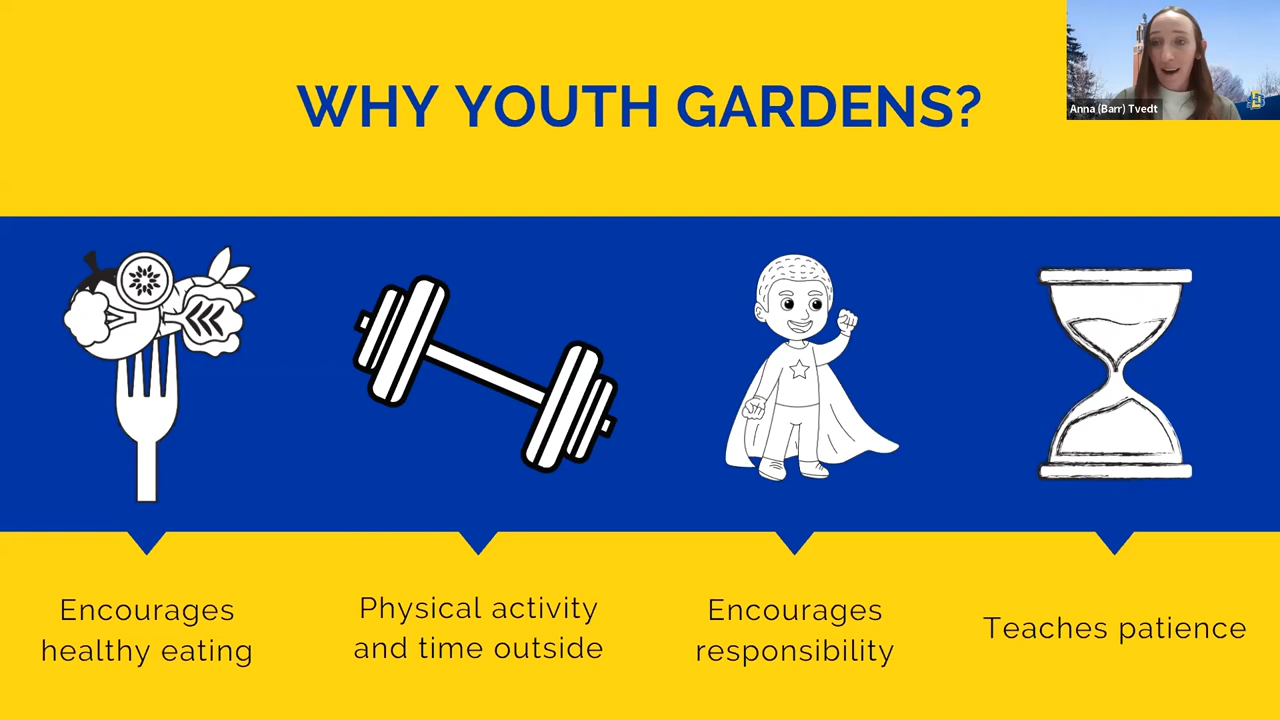 WHY YOUTH GARDENS?
Anna (Barr) Tvedt
Encourages
healthy eating
Physical activity
and time outside
Encourages
responsibility
Teaches patience